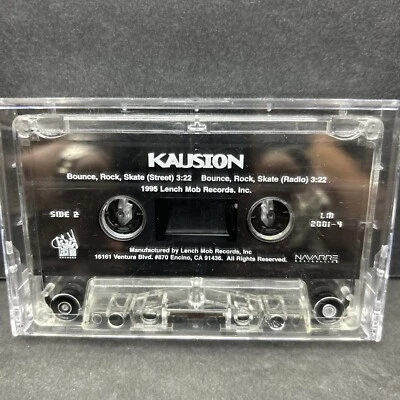 KAUSION
Bounce, Rock, Skate (Street) 3:22 Bounce, Rock, Skate (Radio) 3:22
1995 Lench Mob Records, Inc.
SIDE 2
LM
2001-4
Manufactured by Lench Mob Records, Inc
16161 Ventura Blvd. #670 Encino, CA 91436. All Rights Reserved.
NAVARRE